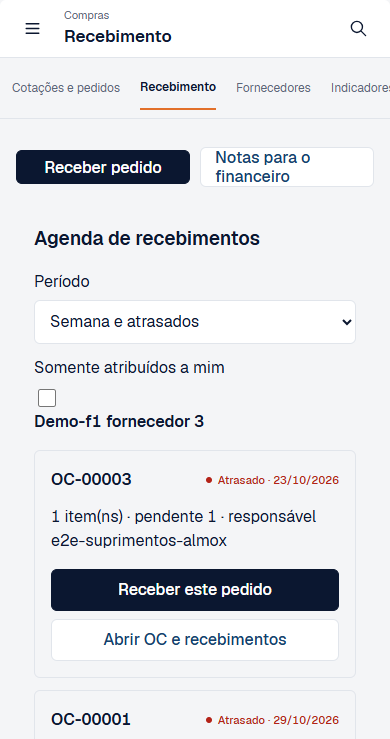 Compras
Recebimento
Cotações e pedidos Recebimento Fornecedores Indicadores
Receber pedido
Notas para o
financeiro
Agenda de recebimentos
Período
Semana e atrasados
Somente atribuídos a mim
Demo-f1 fornecedor 3
OC-00003 Atrasado · 23/10/2026
1 item(ns) · pendente 1 · responsável
e2e-suprimentos-almox
Receber este pedido
Abrir OC e recebimentos
OC-00001 Atrasado · 29/10/2026